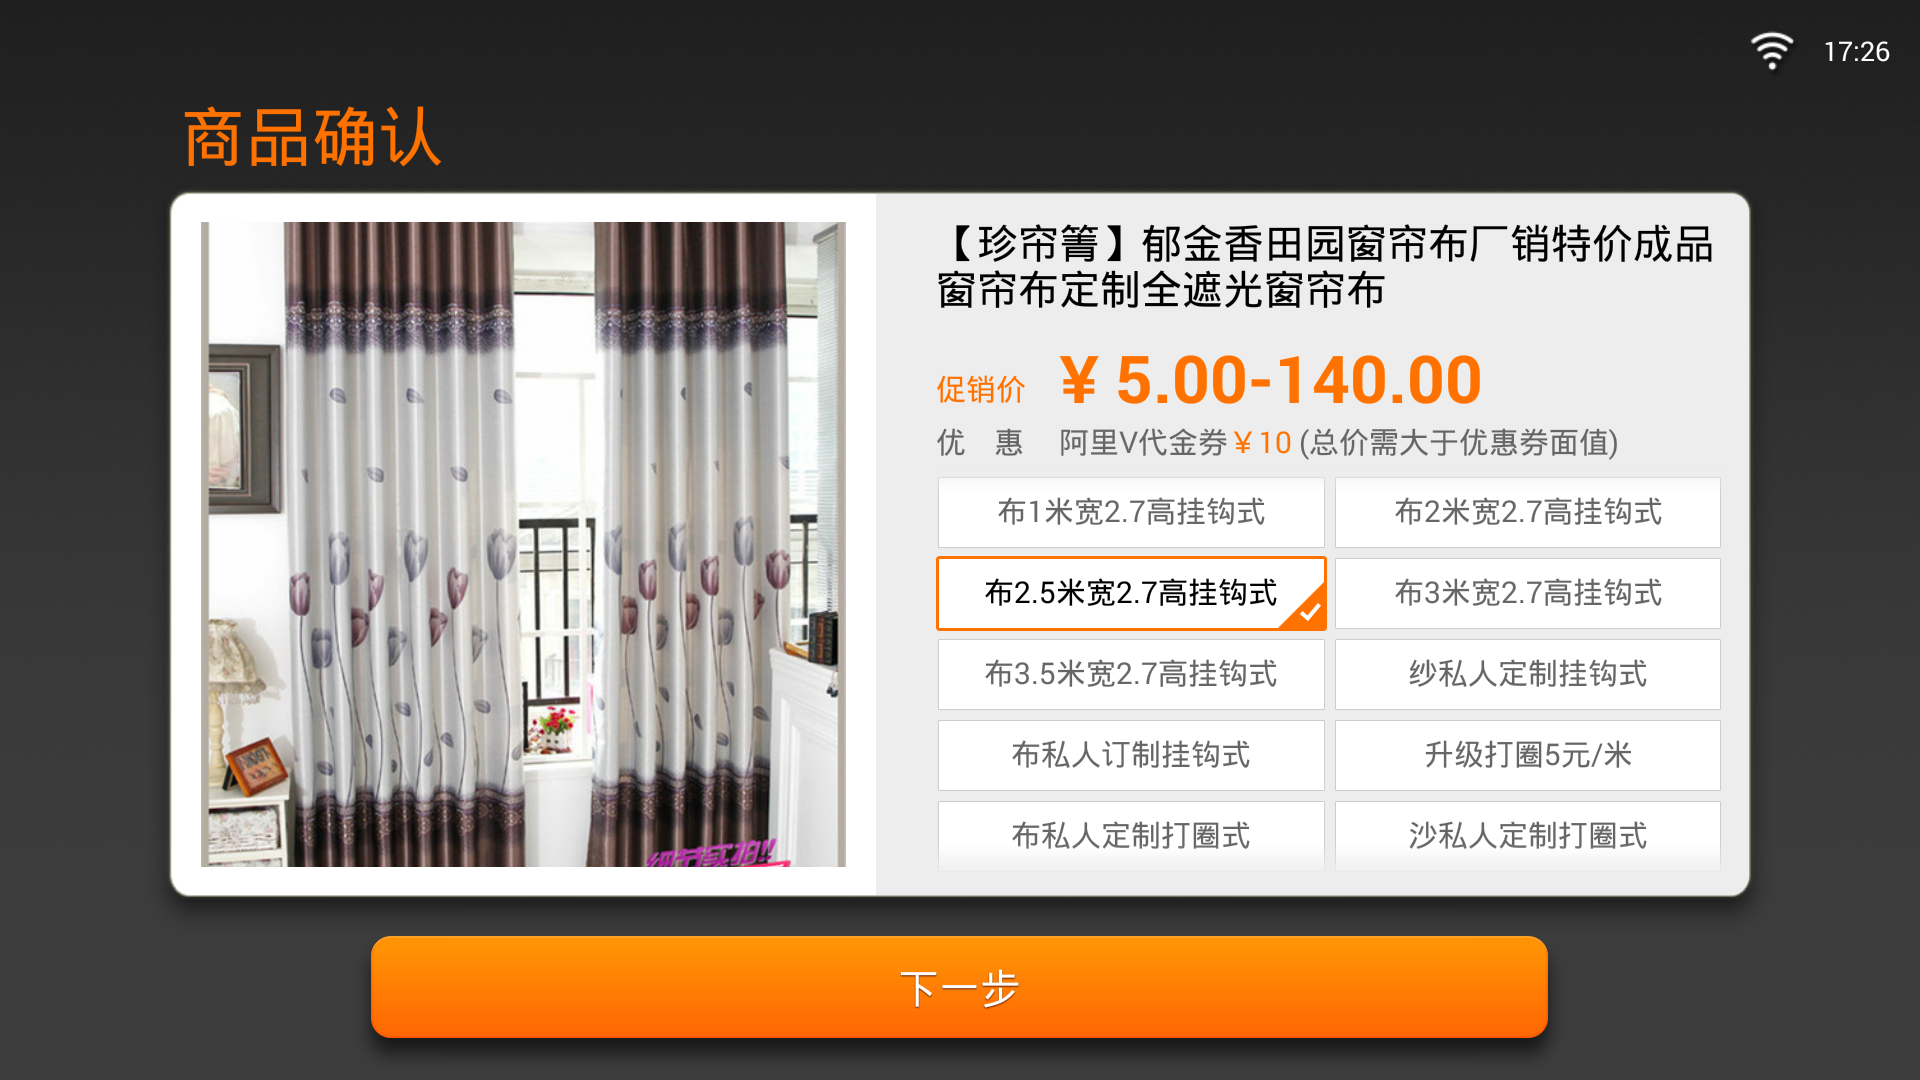 17:26
商品确认
【珍帘箐】郁金香田园窗帘布厂销特价成品
窗帘布定制全遮光窗帘布
促销价 ¥ 5.00-140.00
优 惠 阿里V代金券 ¥ 10 (总价需大于优惠券面值)
布1米宽2.7高挂钩式 布2米宽2.7高挂钩式
布2.5米宽2.7高挂钩式 布3米宽2.7高挂钩式
布3.5米宽2.7高挂钩式 纱私人定制挂钩式
布私人订制挂钩式 升级打圈5元/米
布私人定制打圈式 沙私人定制打圈式
细节实拍!!
下一步